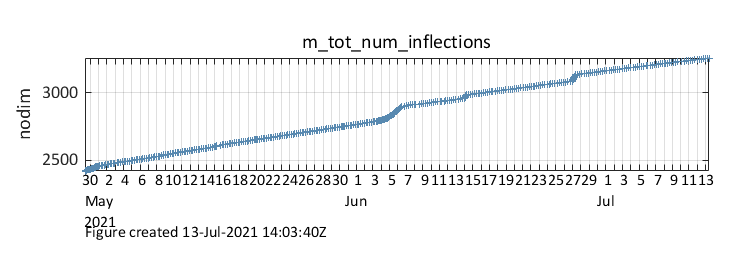 m_tot_num_inflections
3000
2500
nodim
30 2 4 6 8 10 12 14 16 18 20 22 24 26 28 30 1 3 5 7 9 11 13 15 17 19 21 23 25 27 29 1 3 5 7 9 11 13
May Jun Jul
2021
Figure created 13-Jul-2021 14:03:40Z